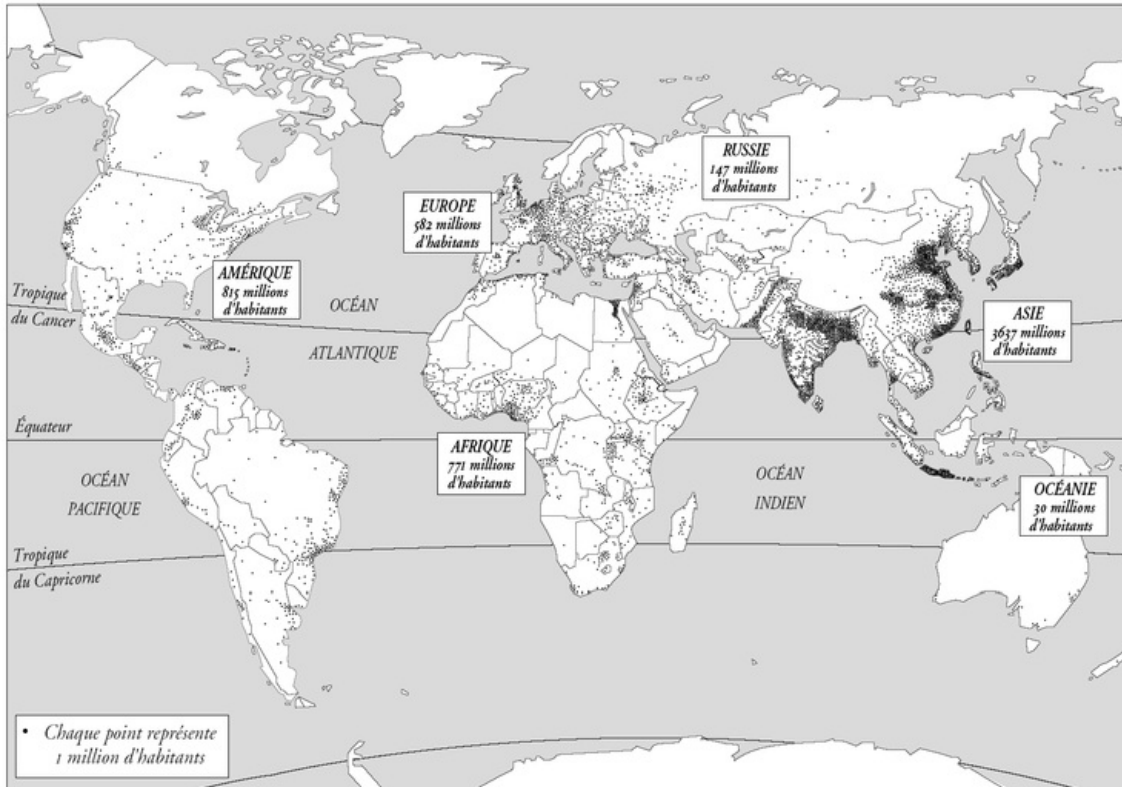 RUSSIE
147 millions
d'habitants
EUROPE
582 millions
d'habitants
AMÉRIQUE
815 millions
d'habitants
Tropique
du Cancer
OCÉAN
ATLANTIQUE
ASIE
3637 millions
d'habitants
Équateur
AFRIQUE
771 millions
d'habitants
OCÉAN
PACIFIQUE
OCÉAN
INDIEN
OCÉANIE
30 millions
d'habitants
Tropique
du Capricorne
• Chaque point représente
1 million d'habitants